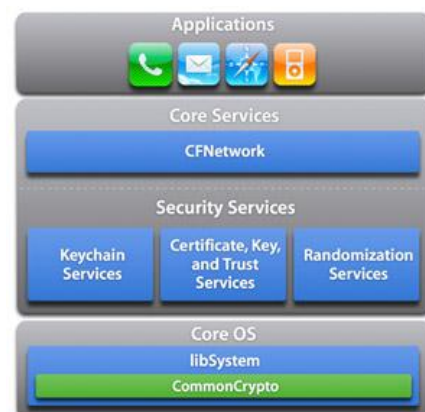 Applications
Core Services
CFNetwork
Security Services
Keychain
Services
Certificate, Key,
and Trust
Services
Randomization
Services
Core OS
libSystem
CommonCrypto